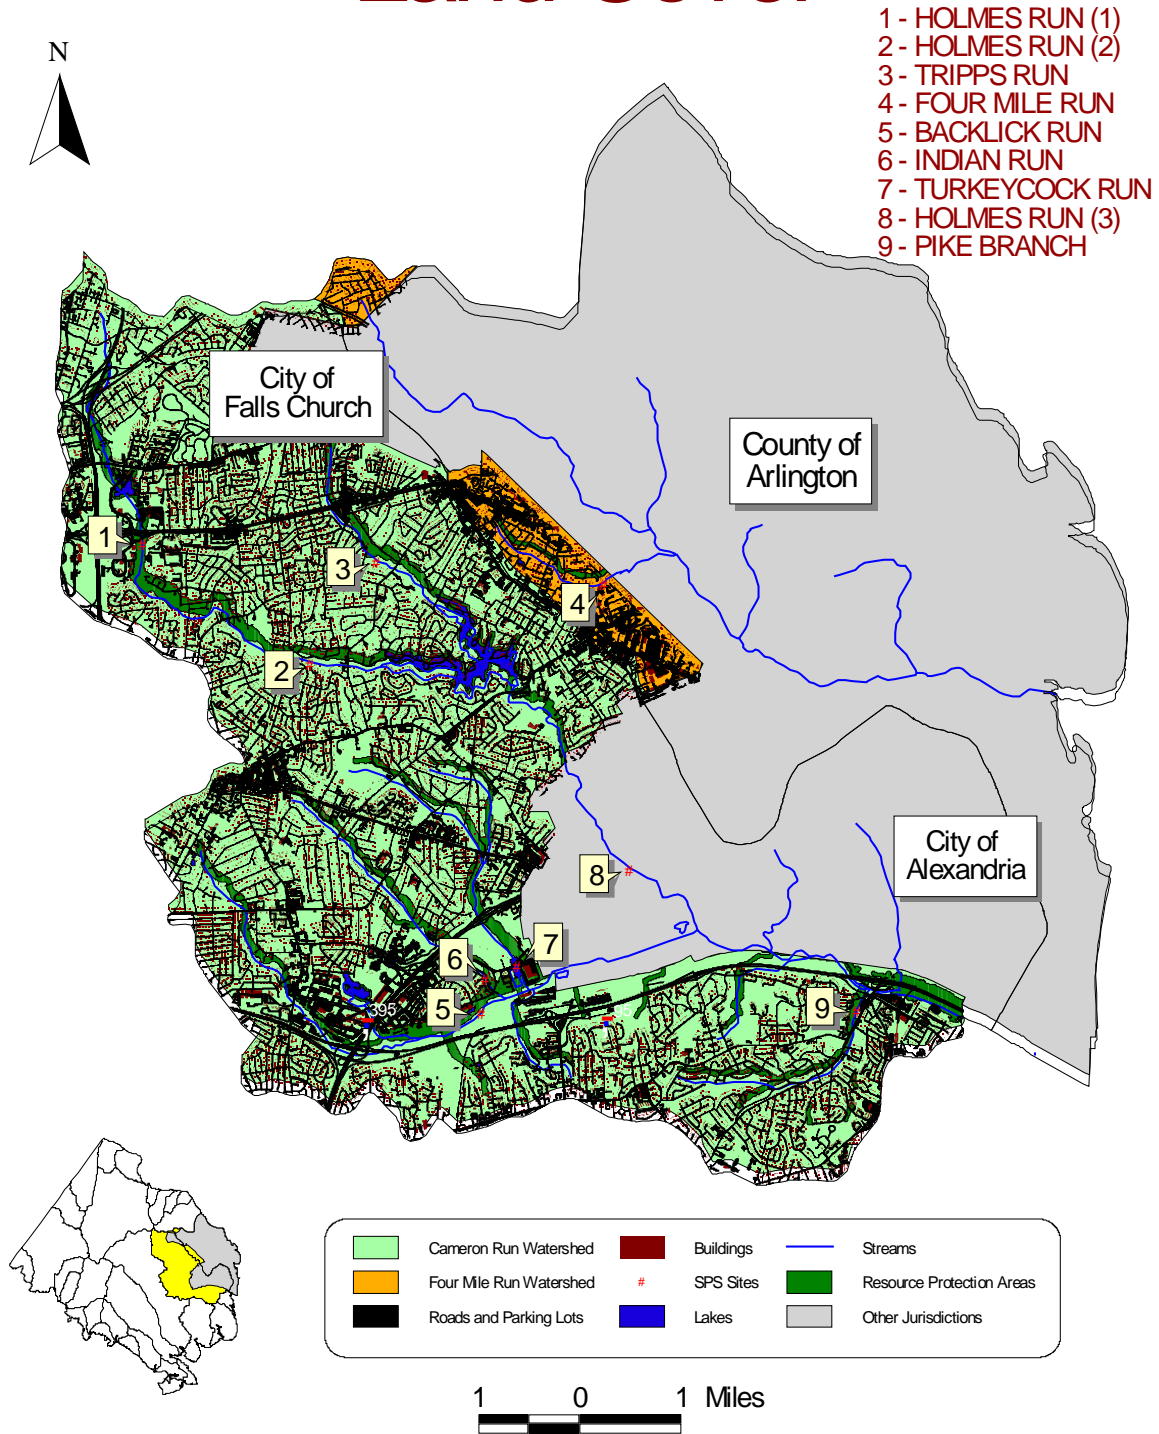 Land Cover
1 - HOLMES RUN (1)
2 - HOLMES RUN (2)
3 - TRIPPS RUN
4 - FOUR MILE RUN
5 - BACKLICK RUN
6 - INDIAN RUN
7 - TURKEYCOCK RUN
8 - HOLMES RUN (3)
9 - PIKE BRANCH
N
City of
Falls Church
County of
Arlington
1
3
4
2
City of
Alexandria
8
7
6
5
395
95
9
Cameron Run Watershed
Buildings
Streams
Four Mile Run Watershed
# SPS Sites
Resource Protection Areas
Roads and Parking Lots
Lakes
Other Jurisdictions
1 0 1 Miles